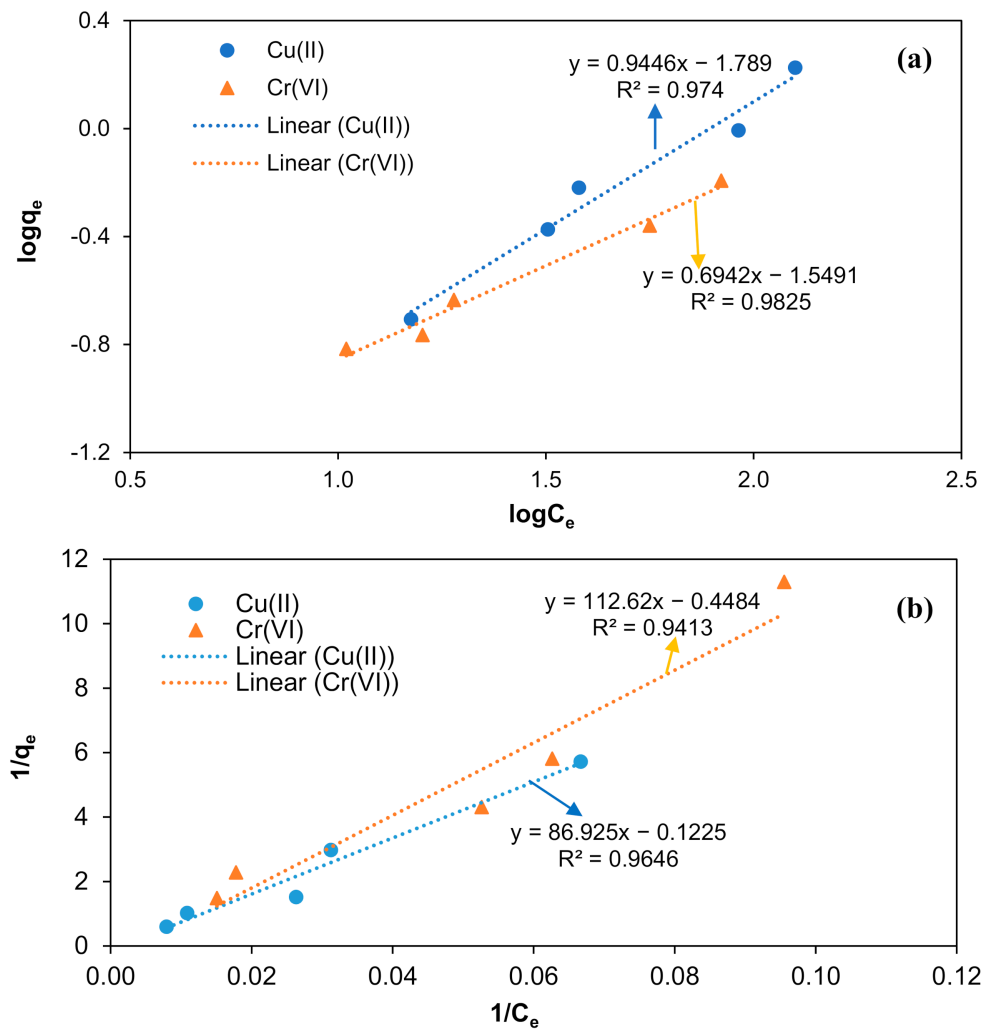 0.4
0.0
-0.4
-0.8
-1.2
logqe
Cu(II)
Cr(VI)
Linear (Cu(II))
Linear (Cr(VI))
y = 0.9446x − 1.789
R² = 0.974
(a)
y = 0.6942x − 1.5491
R² = 0.9825
0.5
1.0
1.5
2.0
2.5
logCe
12
10
8
6
4
2
0
1/qe
Cu(II)
Cr(VI)
Linear (Cu(II))
Linear (Cr(VI))
y = 112.62x − 0.4484
R² = 0.9413
(b)
y = 86.925x − 0.1225
R² = 0.9646
0.00
0.02
0.04
0.06
0.08
0.10
0.12
1/Ce